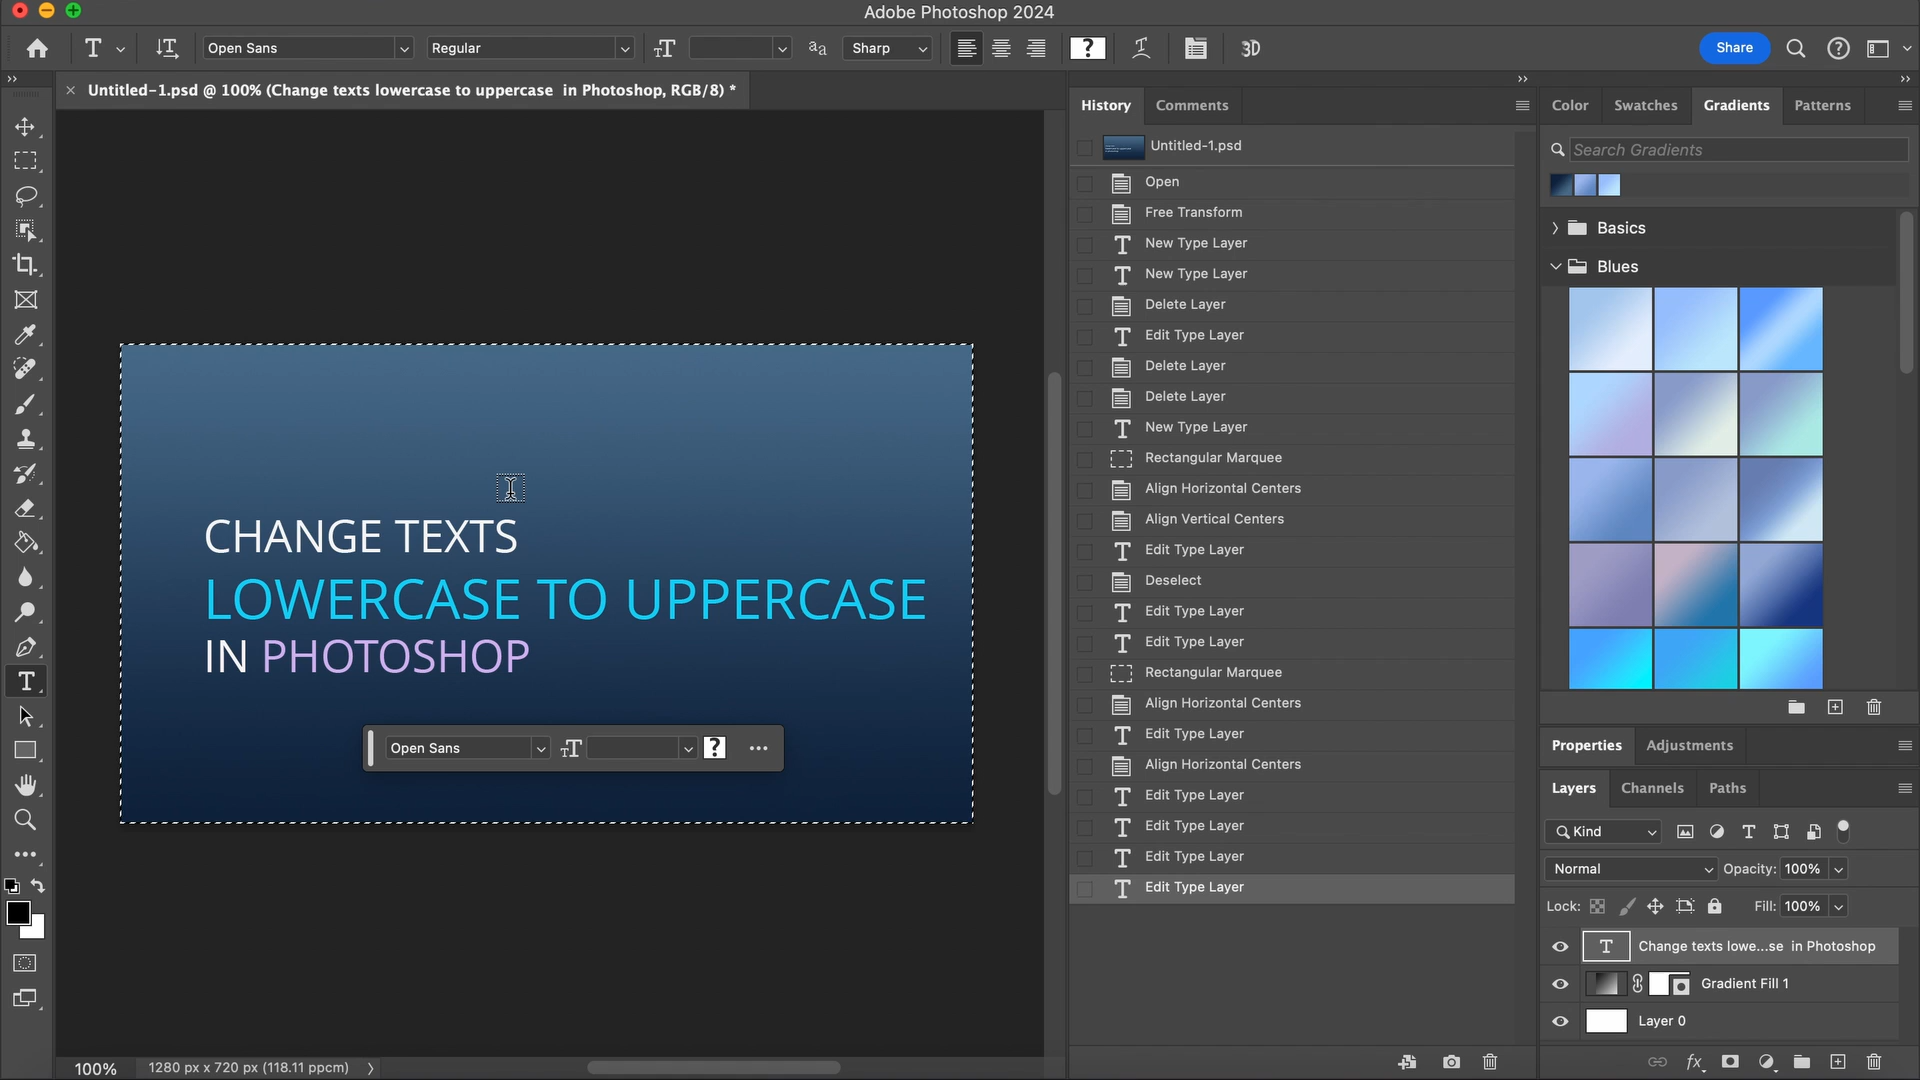 Adobe Photoshop 2024
Open Sans
Regular
Sharp
3D
Share
Untitled-1.psd @ 100% (Change texts lowercase to uppercase  in Photoshop, RGB/8) *
CHANGE TEXTS
LOWERCASE TO UPPERCASE
IN PHOTOSHOP
Open Sans
?
100%
1280 px x 720 px (118.11 ppcm)
History
Comments
Untitled-1.psd
Open
Free Transform
New Type Layer
New Type Layer
Delete Layer
Edit Type Layer
Delete Layer
Delete Layer
New Type Layer
Rectangular Marquee
Align Horizontal Centers
Align Vertical Centers
Edit Type Layer
Deselect
Edit Type Layer
Edit Type Layer
Rectangular Marquee
Align Horizontal Centers
Edit Type Layer
Align Horizontal Centers
Edit Type Layer
Edit Type Layer
Edit Type Layer
Edit Type Layer
Color
Swatches
Gradients
Patterns
Search Gradients
Basics
Blues
Properties
Adjustments
Layers
Channels
Paths
Kind
Normal
Opacity: 100%
Lock:
Fill: 100%
Change texts lowe...se  in Photoshop
Gradient Fill 1
Layer 0
fx